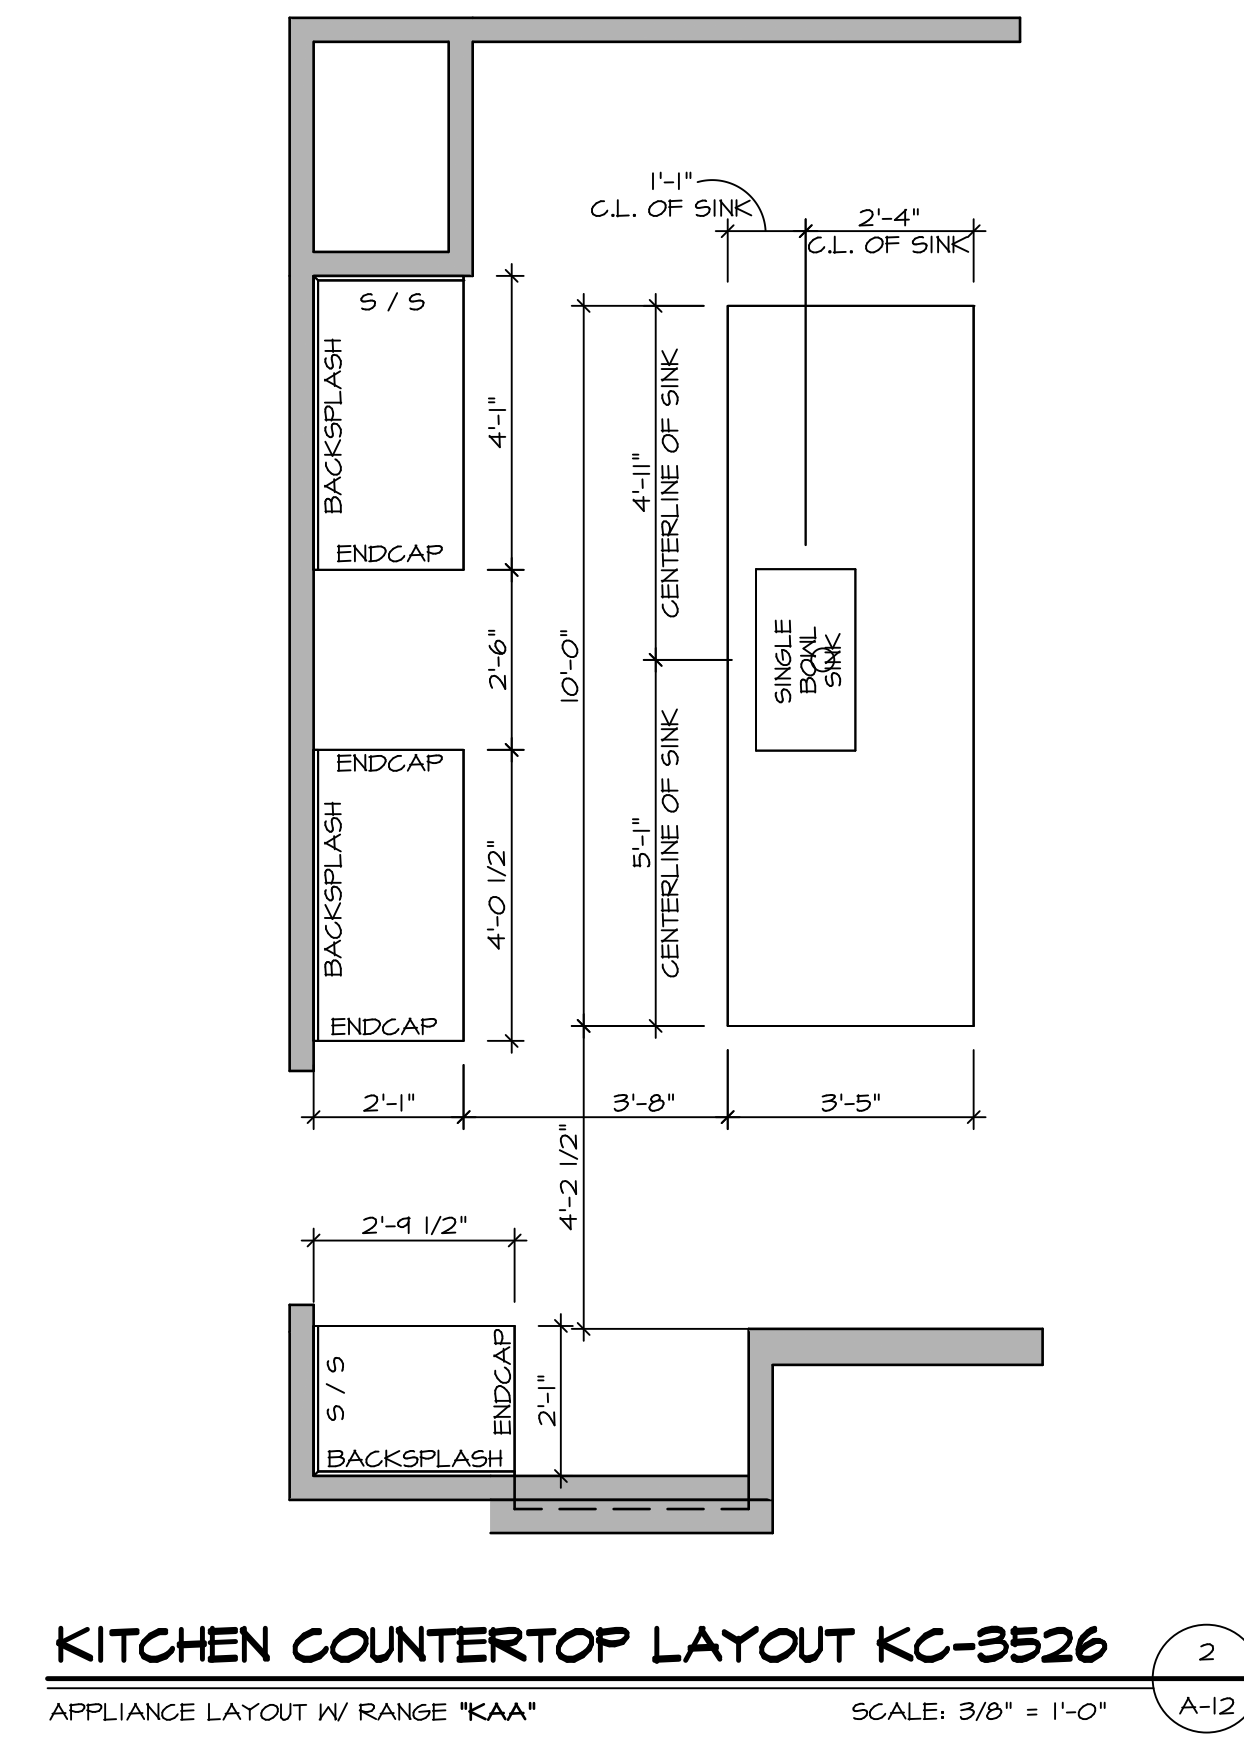 1'-1"
C.L. OF SINK
2'-4"
C.L. OF SINK
S / S
BACKSPLASH
ENDCAP
4'-1"
2'-6"
10'-0"
4'-11"
CENTERLINE OF SINK
SINGLE
BOWL
SINK
ENDCAP
BACKSPLASH
ENDCAP
4'-0 1/2"
5'-1"
CENTERLINE OF SINK
2'-1"
3'-8"
3'-5"
4'-2 1/2"
2'-9 1/2"
S / S
ENDCAP
BACKSPLASH
2'-1"
KITCHEN COUNTERTOP LAYOUT KC-3526
2
APPLIANCE LAYOUT W/ RANGE "KAA"
SCALE: 3/8" = 1'-0"
A-12